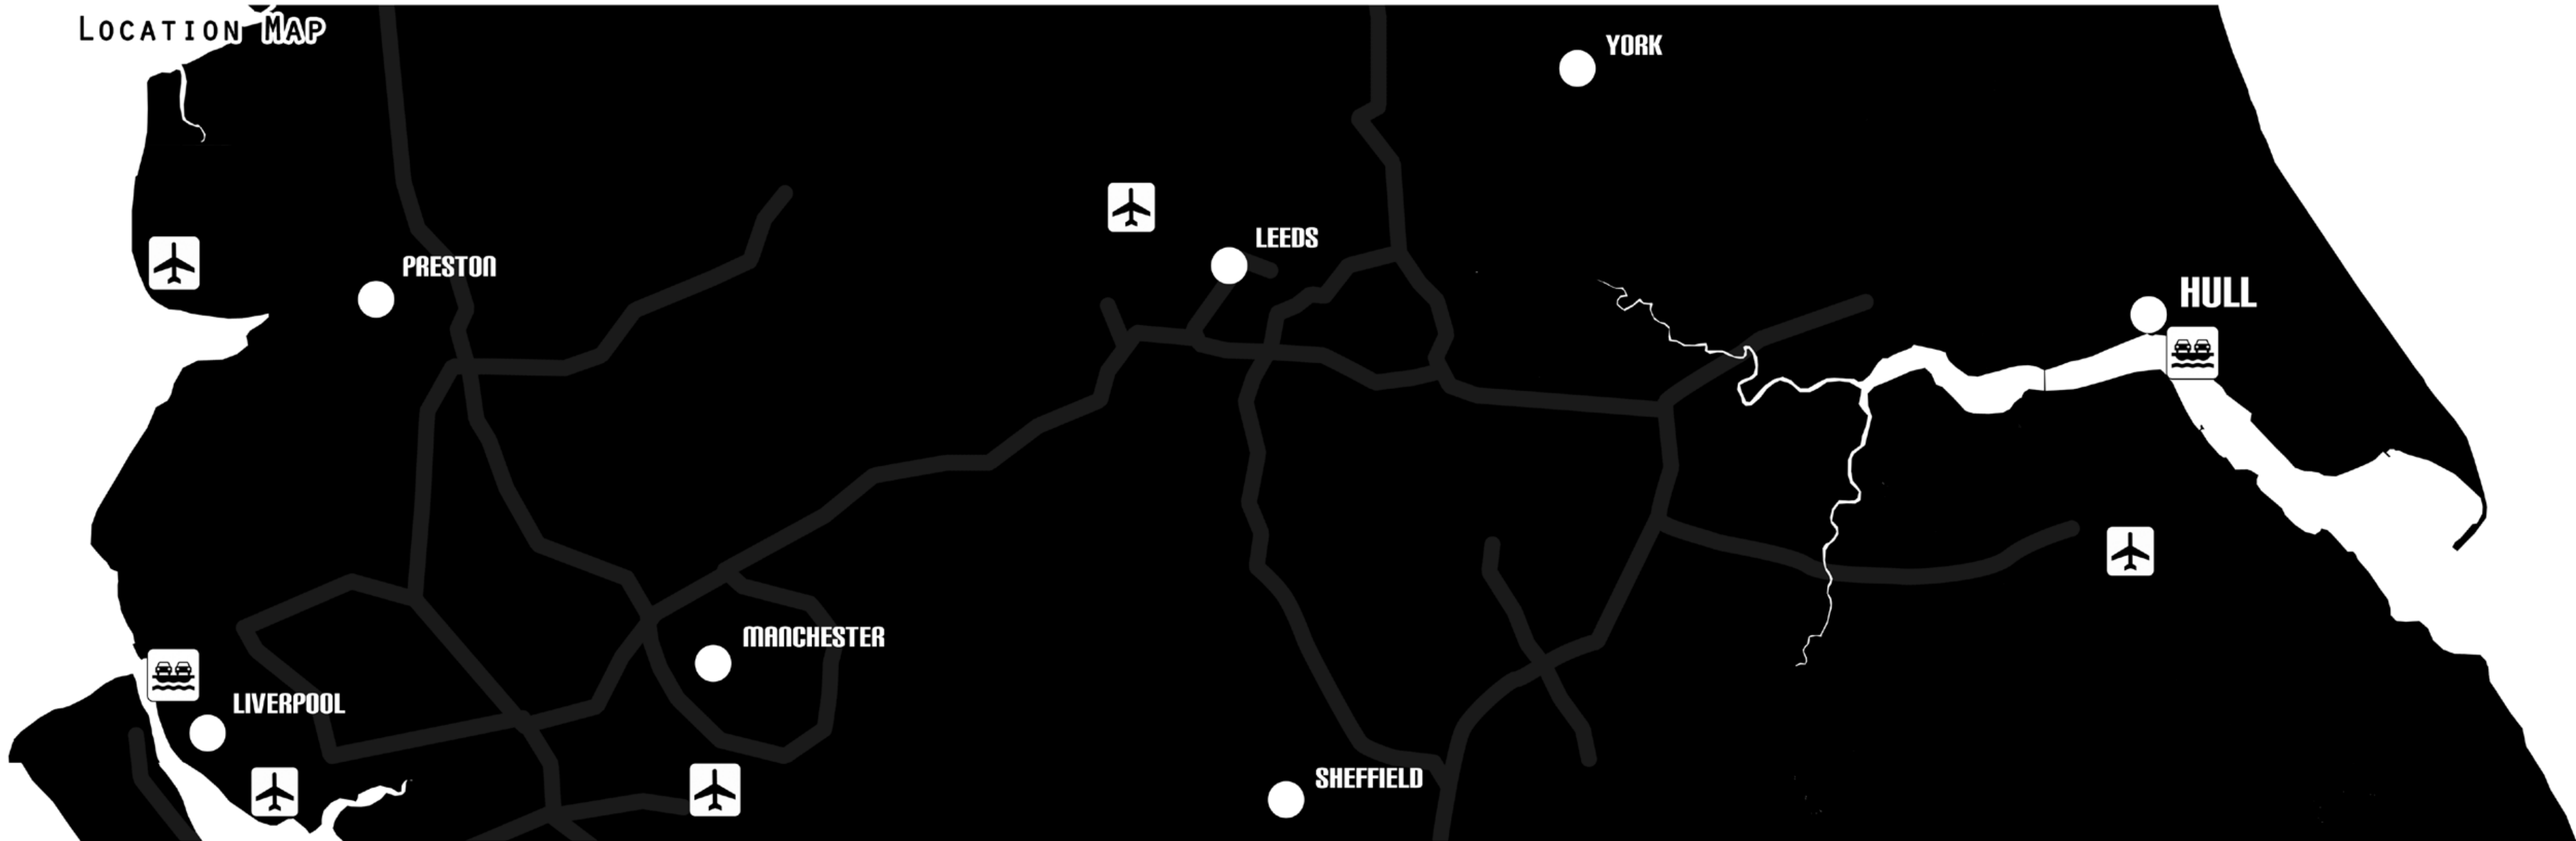 Location Map
YORK
LEEDS
PRESTON
HULL
MANCHESTER
LIVERPOOL
SHEFFIELD